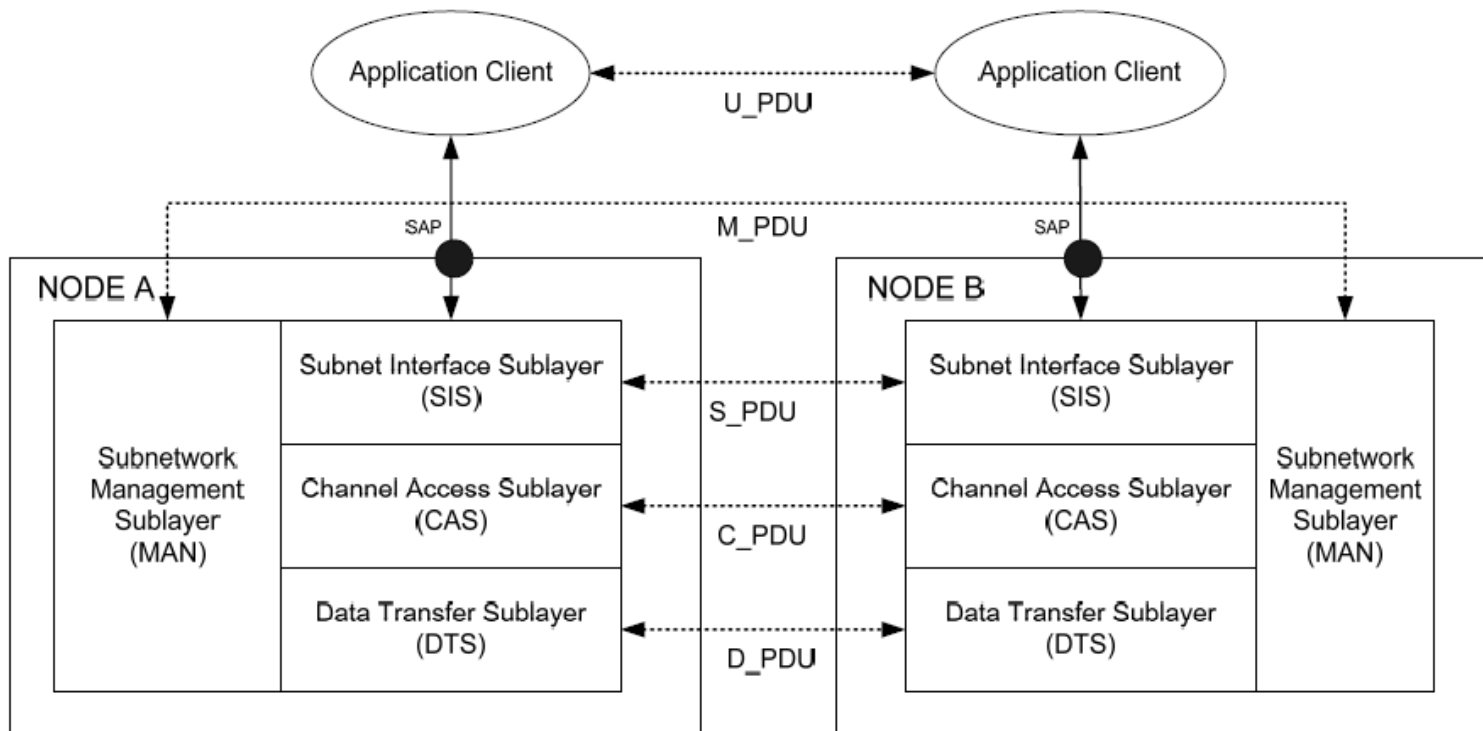 Application Client
Application Client
U_PDU
SAP
M_PDU
SAP
NODE A
NODE B
Subnet Interface Sublayer
(SIS)
S_PDU
Subnet Interface Sublayer
(SIS)
Subnetwork
Management
Sublayer
(MAN)
Channel Access Sublayer
(CAS)
C_PDU
Channel Access Sublayer
(CAS)
Subnetwork
Management
Sublayer
(MAN)
Data Transfer Sublayer
(DTS)
D_PDU
Data Transfer Sublayer
(DTS)